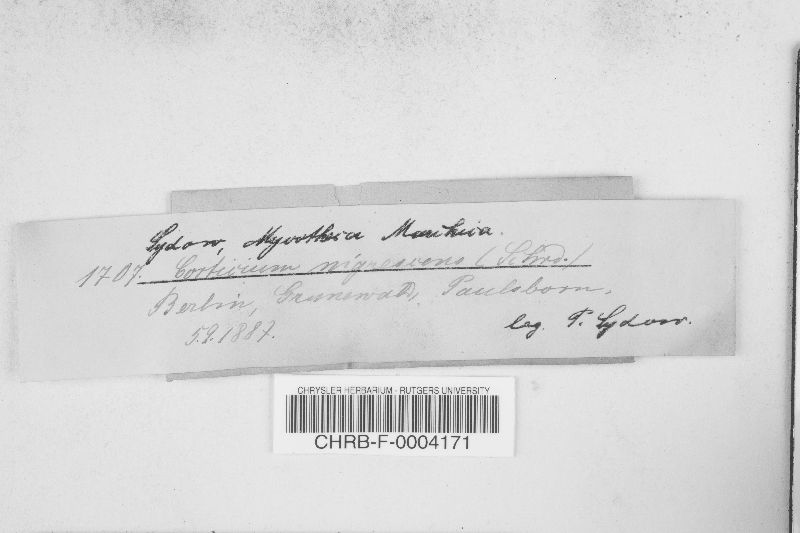 Sydow, Mycotheca Marchica.
1707. Corticium nigrescens (Schrd.)
Berlin, Grunewald, Paulsborn.
5.9.1887.
leg. P. Sydow.
CHRYSLER HERBARIUM - RUTGERS UNIVERSITY
CHRB-F-0004171